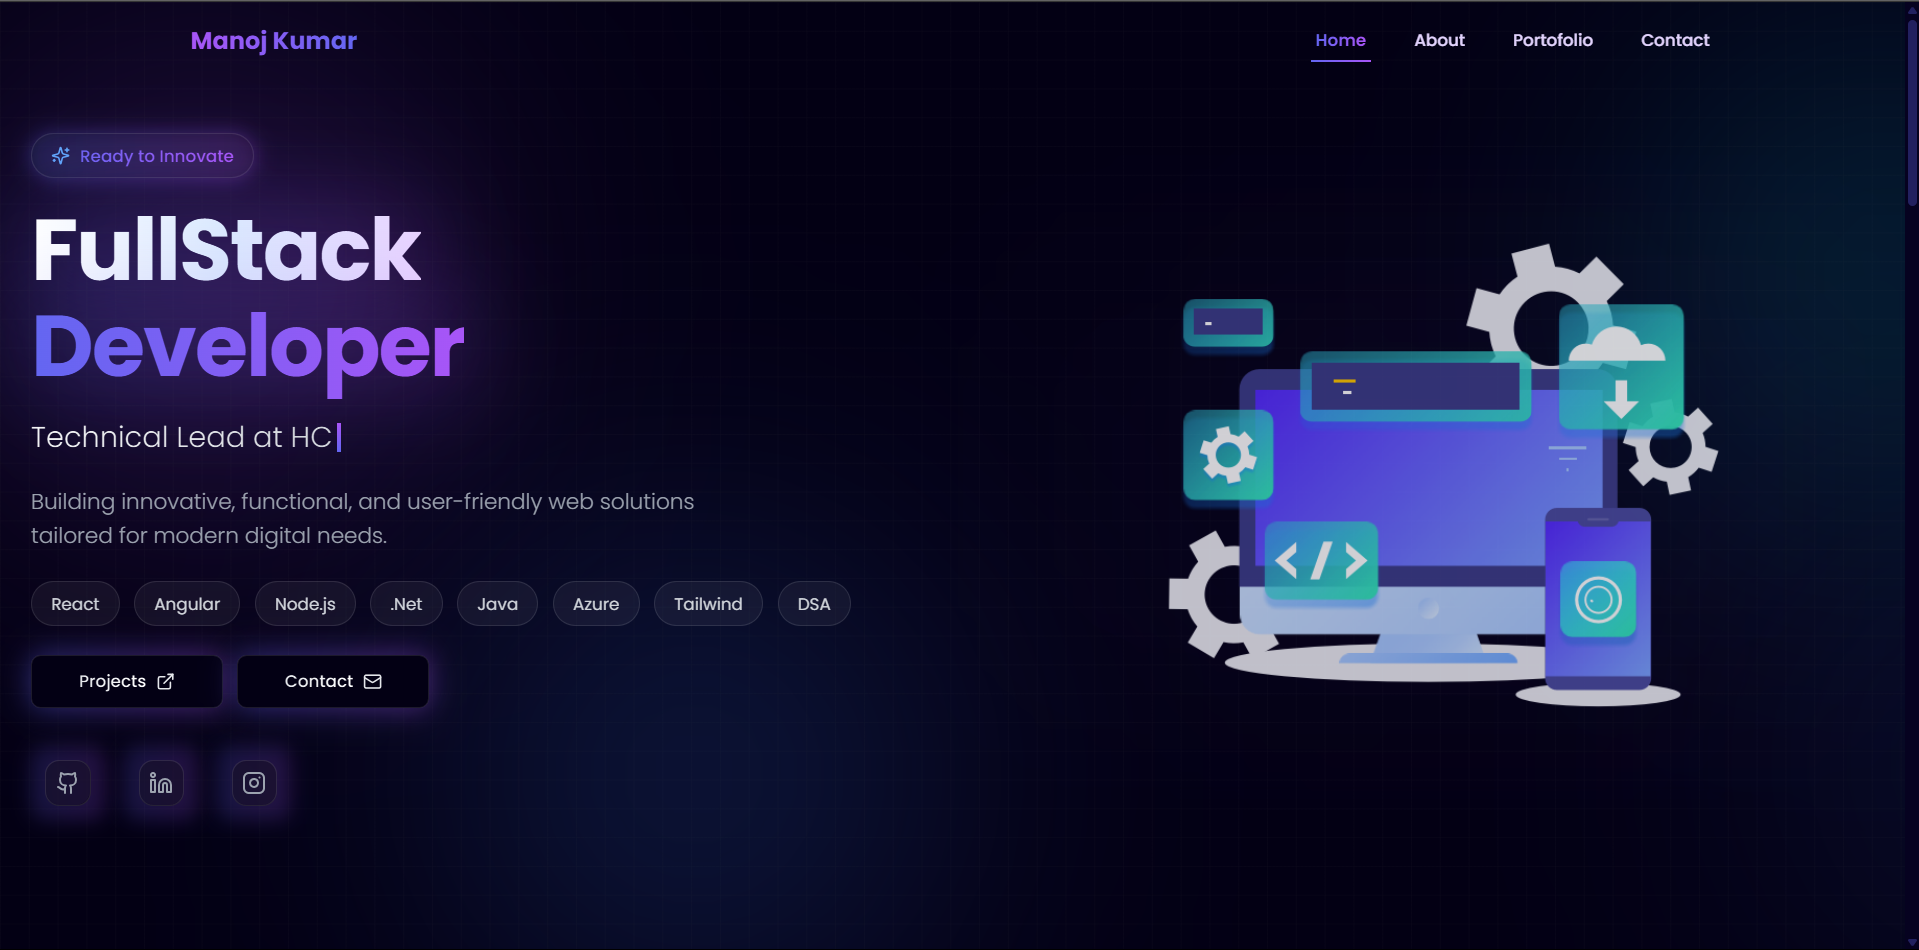 Manoj Kumar
Home About Portofolio Contact
Ready to Innovate
FullStack
Developer
Technical Lead at HC
Building innovative, functional, and user-friendly web solutions
tailored for modern digital needs.
React Angular Node.js .Net Java Azure Tailwind DSA
Projects Contact